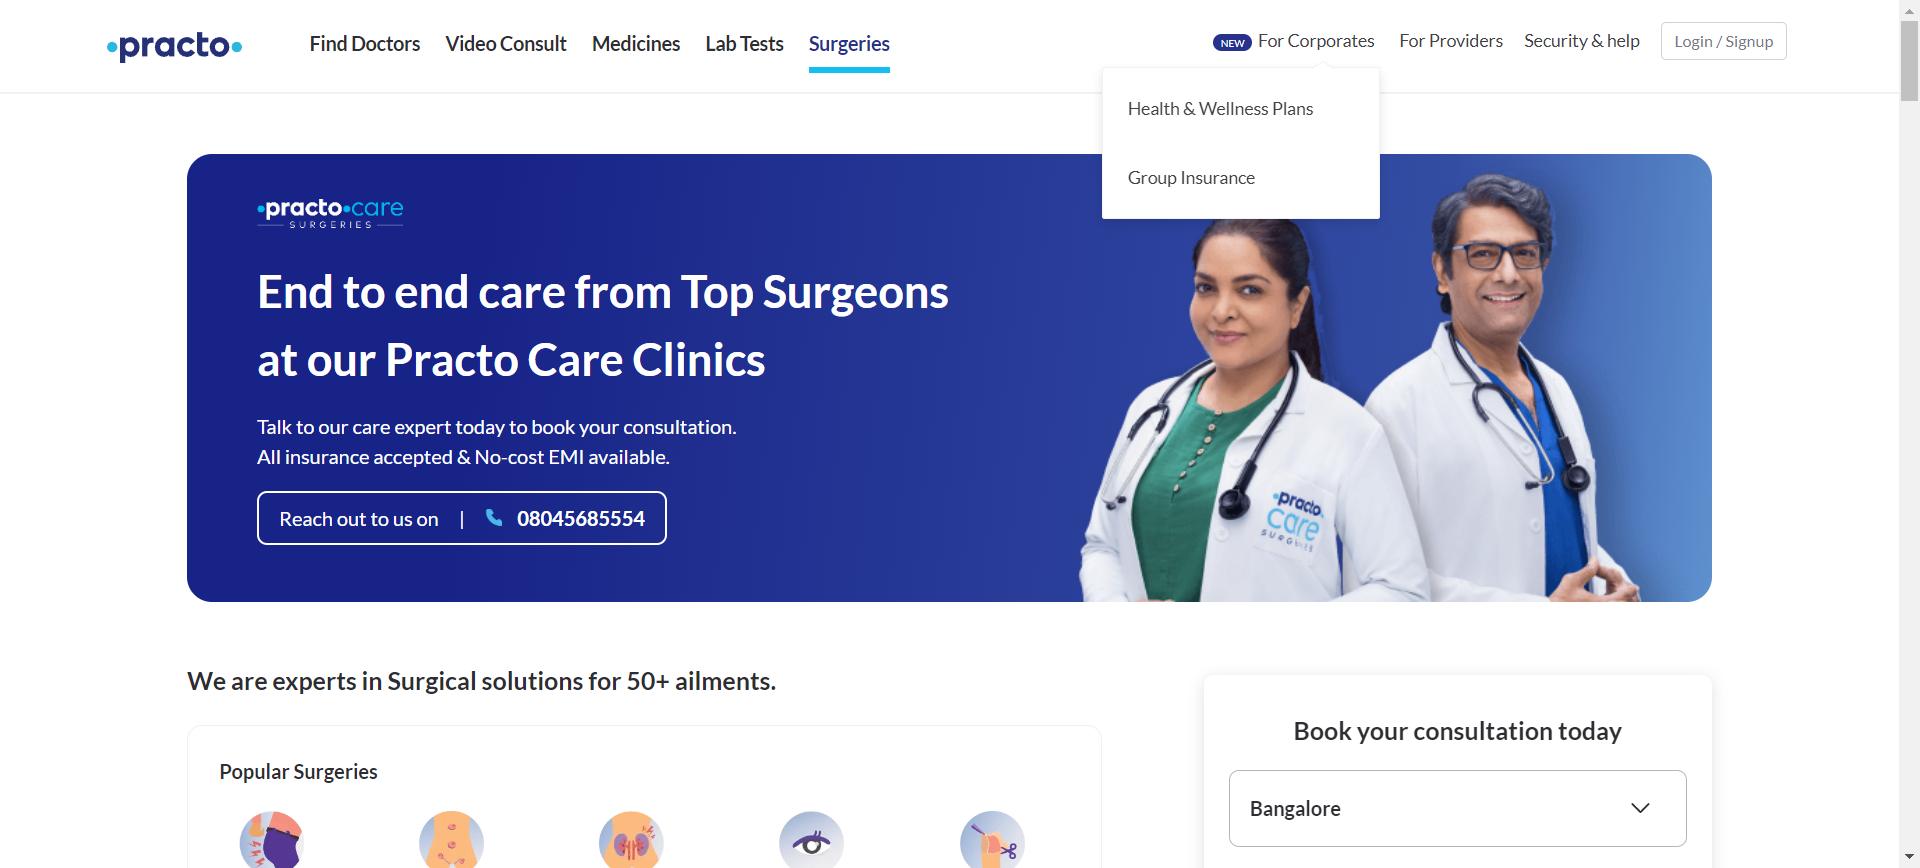 practo
Find Doctors
Video Consult
Medicines
Lab Tests
Surgeries
NEW For Corporates
For Providers
Security & help
Login / Signup
Health & Wellness Plans
Group Insurance
practo care
SURGERIES
End to end care from Top Surgeons
at our Practo Care Clinics
Talk to our care expert today to book your consultation.
All insurance accepted & No-cost EMI available.
Reach out to us on | 08045685554
practo
Care
SURGERIES
We are experts in Surgical solutions for 50+ ailments.
Popular Surgeries
Book your consultation today
Bangalore